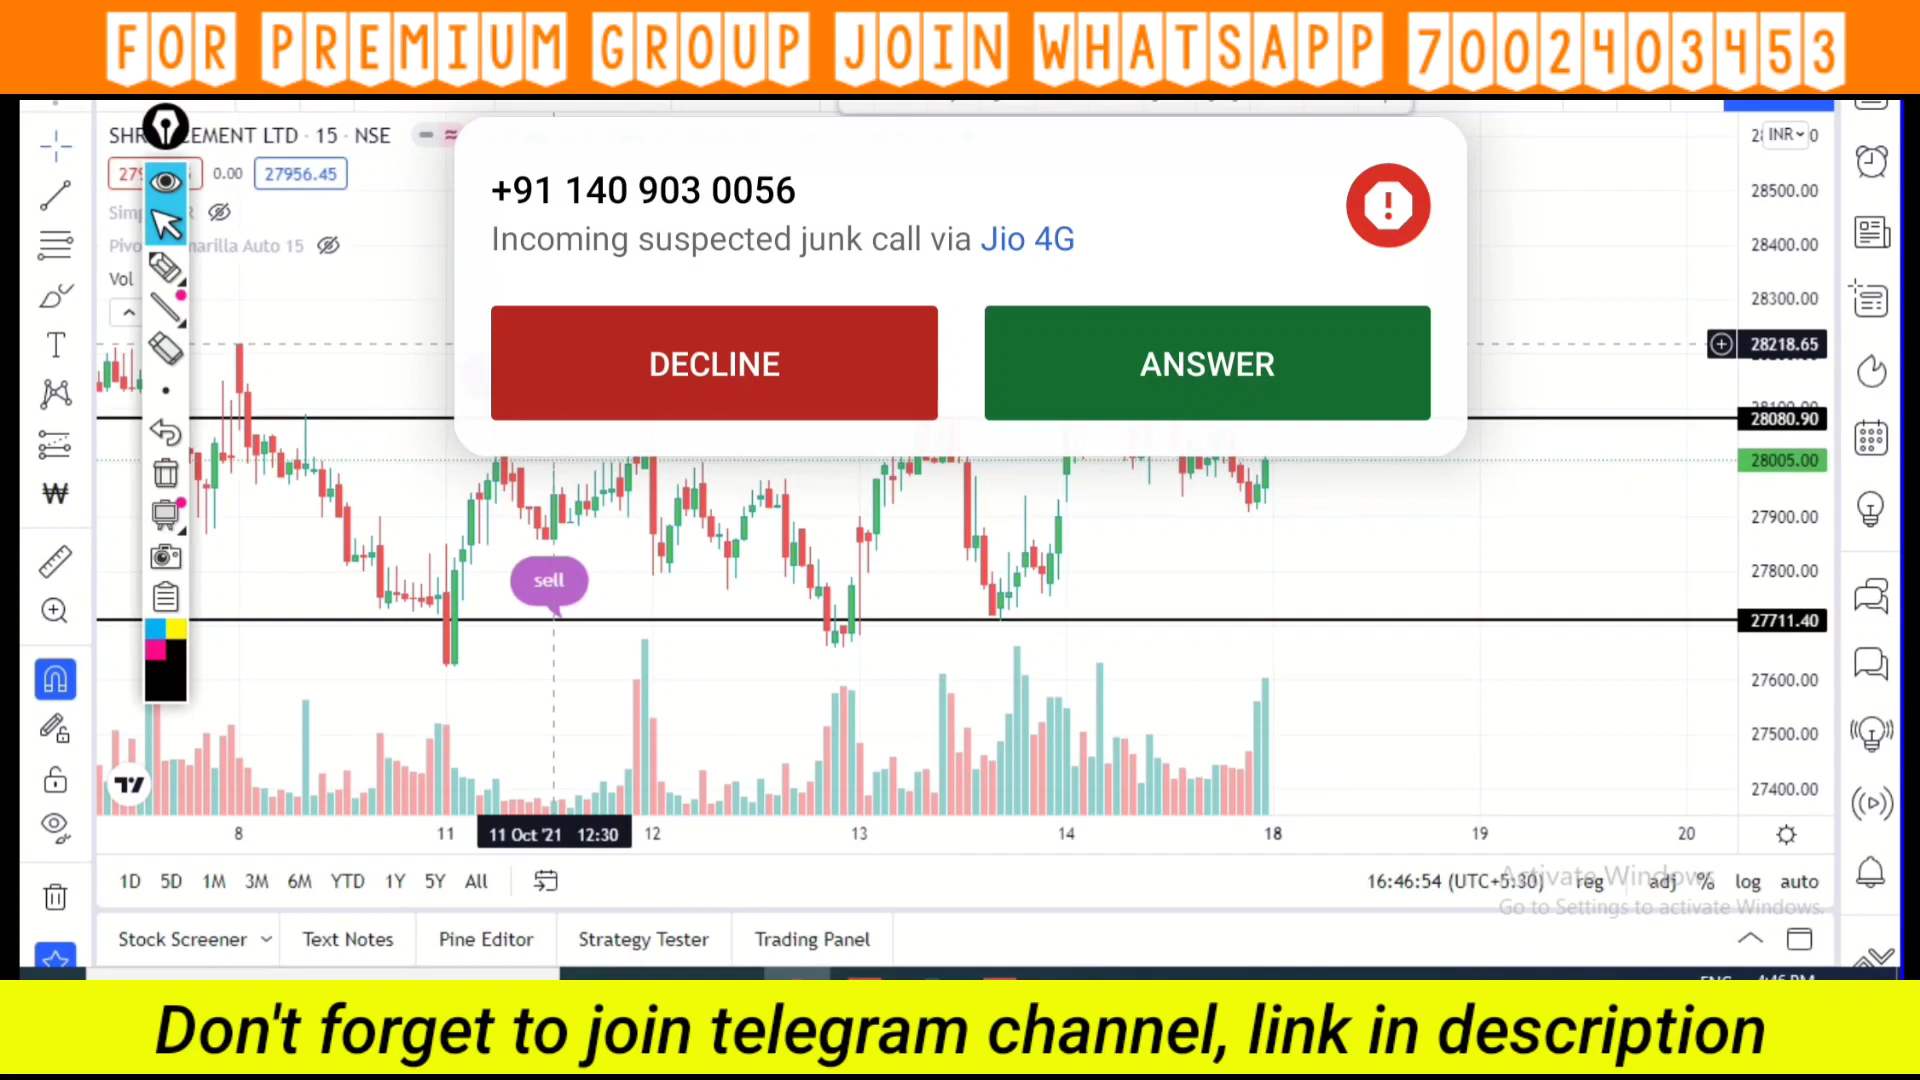 FOR PREMIUM GROUP JOIN WHATSAPP 7002403453
SHR CEMENT LTD · 15 · NSE
0.00
27956.45
Vol
+91 140 903 0056
Incoming suspected junk call via Jio 4G
DECLINE
ANSWER
sell
INR
28500.00
28400.00
28300.00
28218.65
28080.90
28005.00
27900.00
27800.00
27711.40
27600.00
27500.00
27400.00
8 11 11 Oct '21 12:30 12 13 14 18 19 20
1D 5D 1M 3M 6M YTD 1Y 5Y All
16:46:54 (UTC+5:30) reg adj % log auto
Activate Windows
Go to Settings to activate Windows.
Stock Screener Text Notes Pine Editor Strategy Tester Trading Panel
Don't forget to join telegram channel, link in description